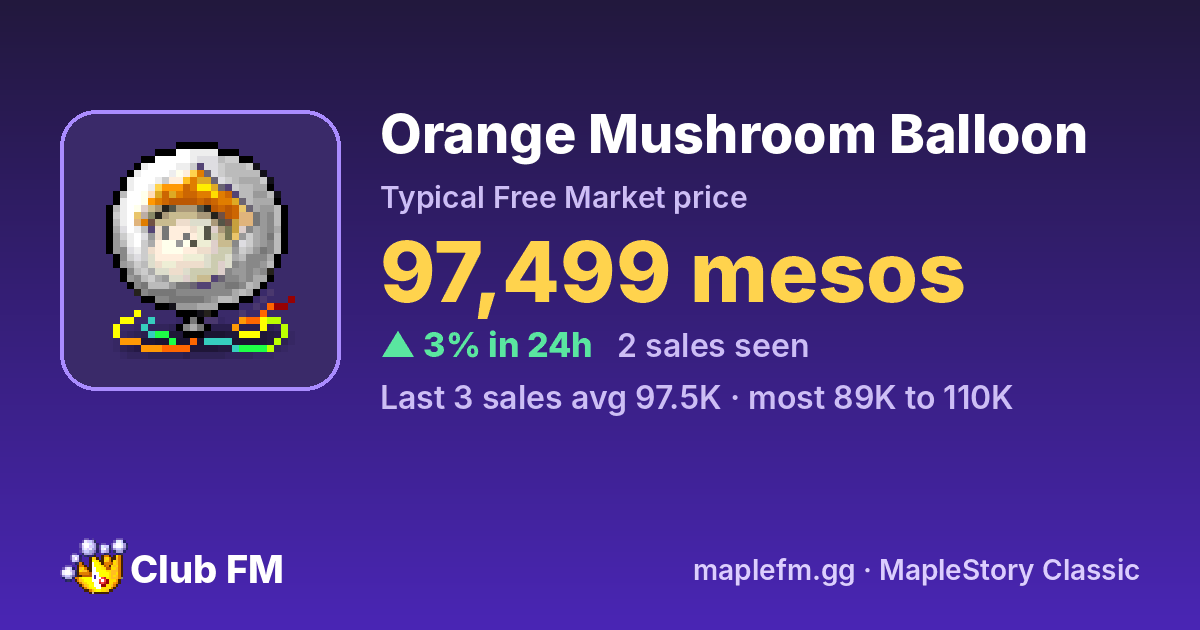 Orange Mushroom Balloon
Typical Free Market price
97,499 mesos
▲ 3% in 24h 2 sales seen
Last 3 sales avg 97.5K · most 89K to 110K
Club FM
maplefm.gg · MapleStory Classic